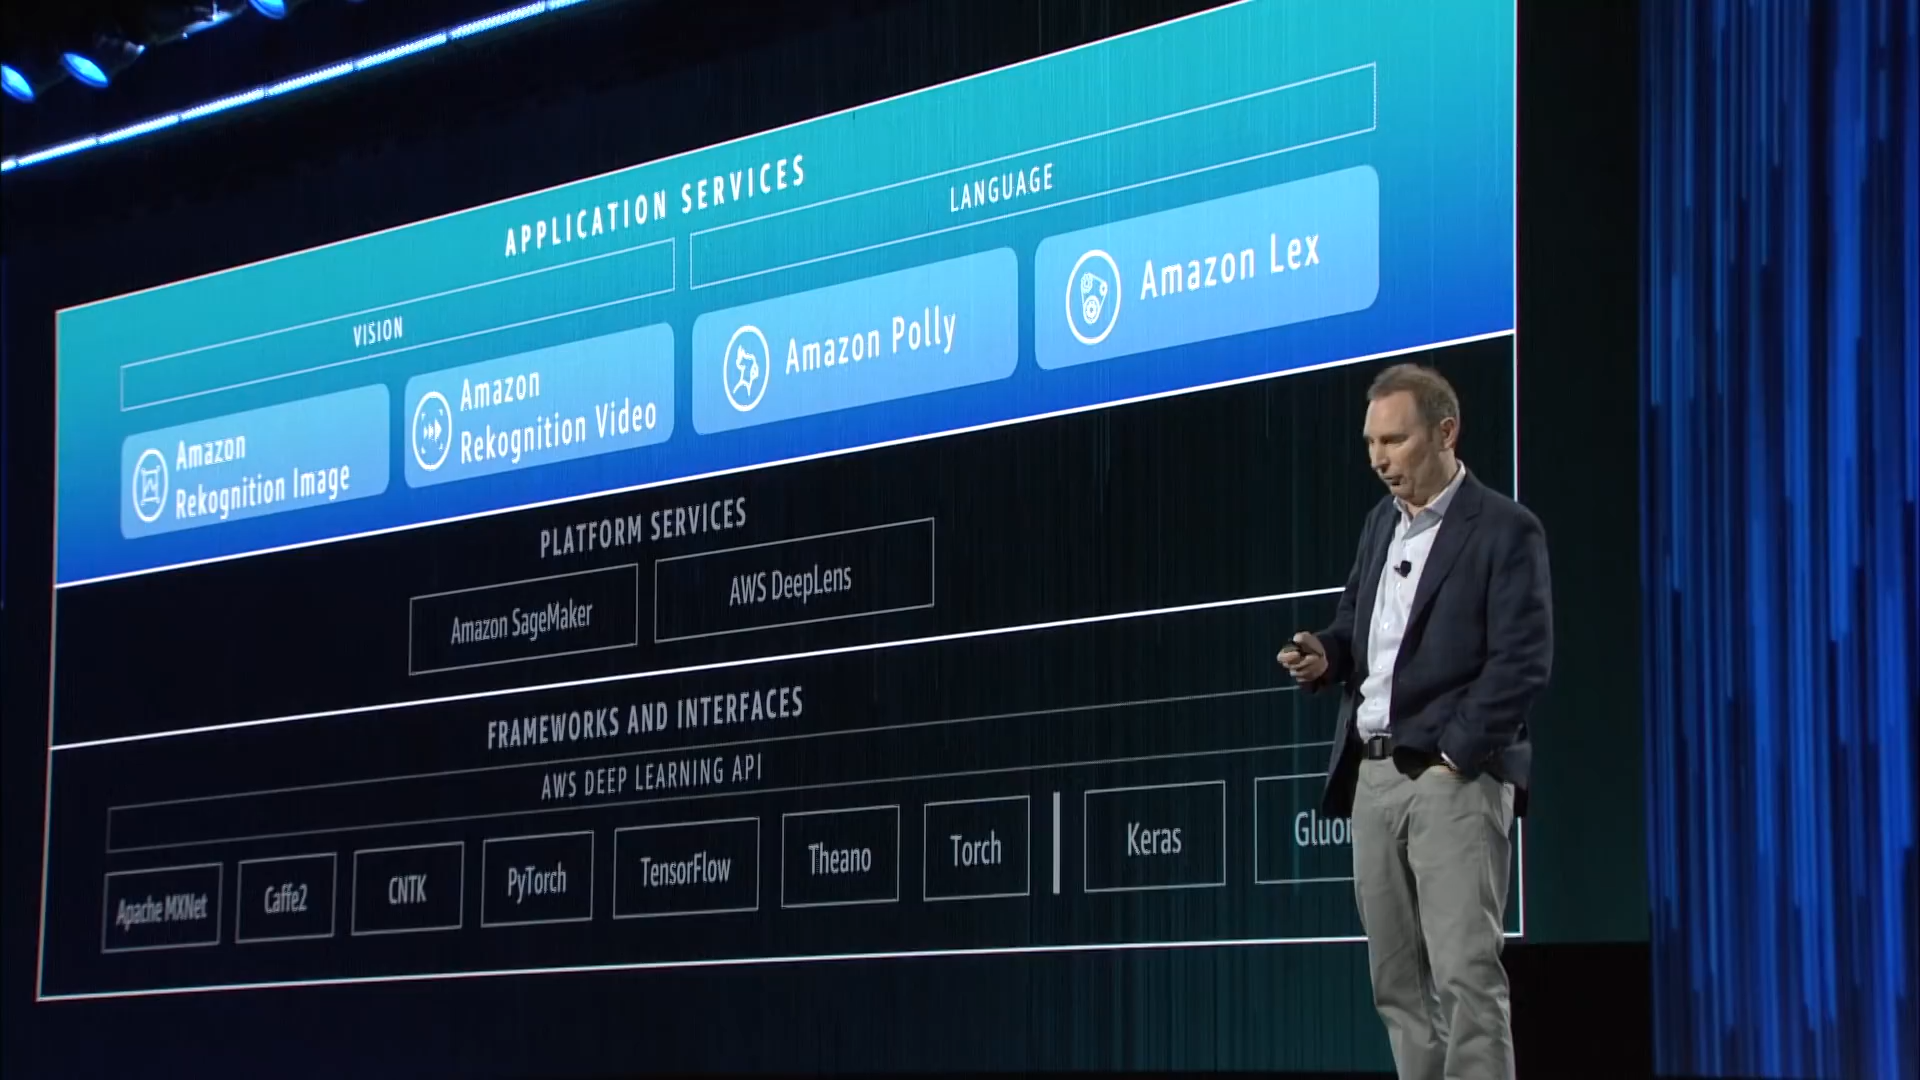 APPLICATION SERVICES
VISION
LANGUAGE
Amazon
Rekognition Image
Amazon
Rekognition Video
Amazon Polly
Amazon Lex
PLATFORM SERVICES
Amazon SageMaker
AWS DeepLens
FRAMEWORKS AND INTERFACES
AWS DEEP LEARNING API
Apache MXNet
Caffe2
CNTK
PyTorch
TensorFlow
Theano
Torch
Keras
Gluon